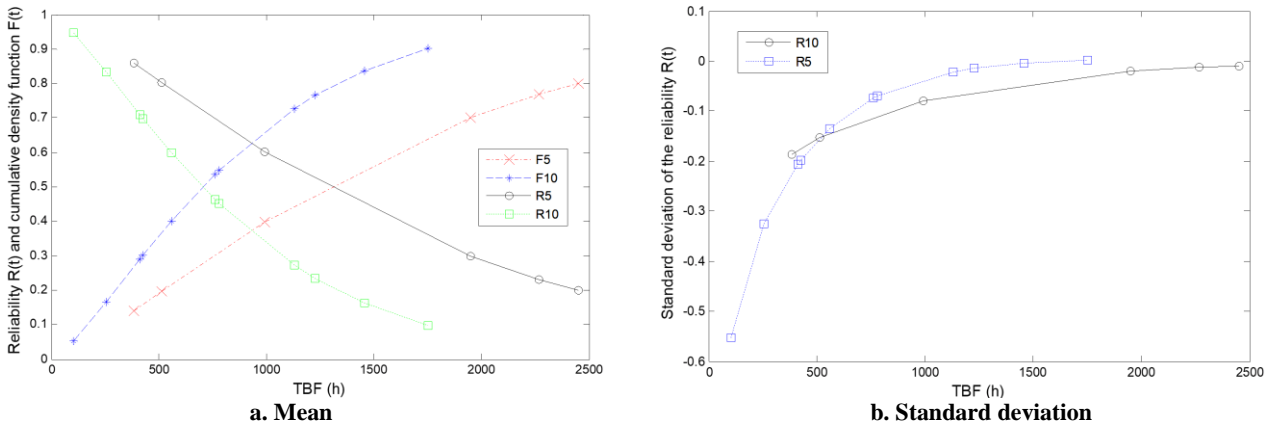 Reliability R(t) and cumulative density function F(t)
1
0.9
0.8
0.7
0.6
0.5
0.4
0.3
0.2
0.1
0
0
500
1000
1500
2000
2500
TBF (h)
F5
F10
R5
R10
a. Mean
Standard deviation of the reliability R(t)
0.1
0
-0.1
-0.2
-0.3
-0.4
-0.5
-0.6
0
500
1000
1500
2000
2500
TBF (h)
R10
R5
b. Standard deviation